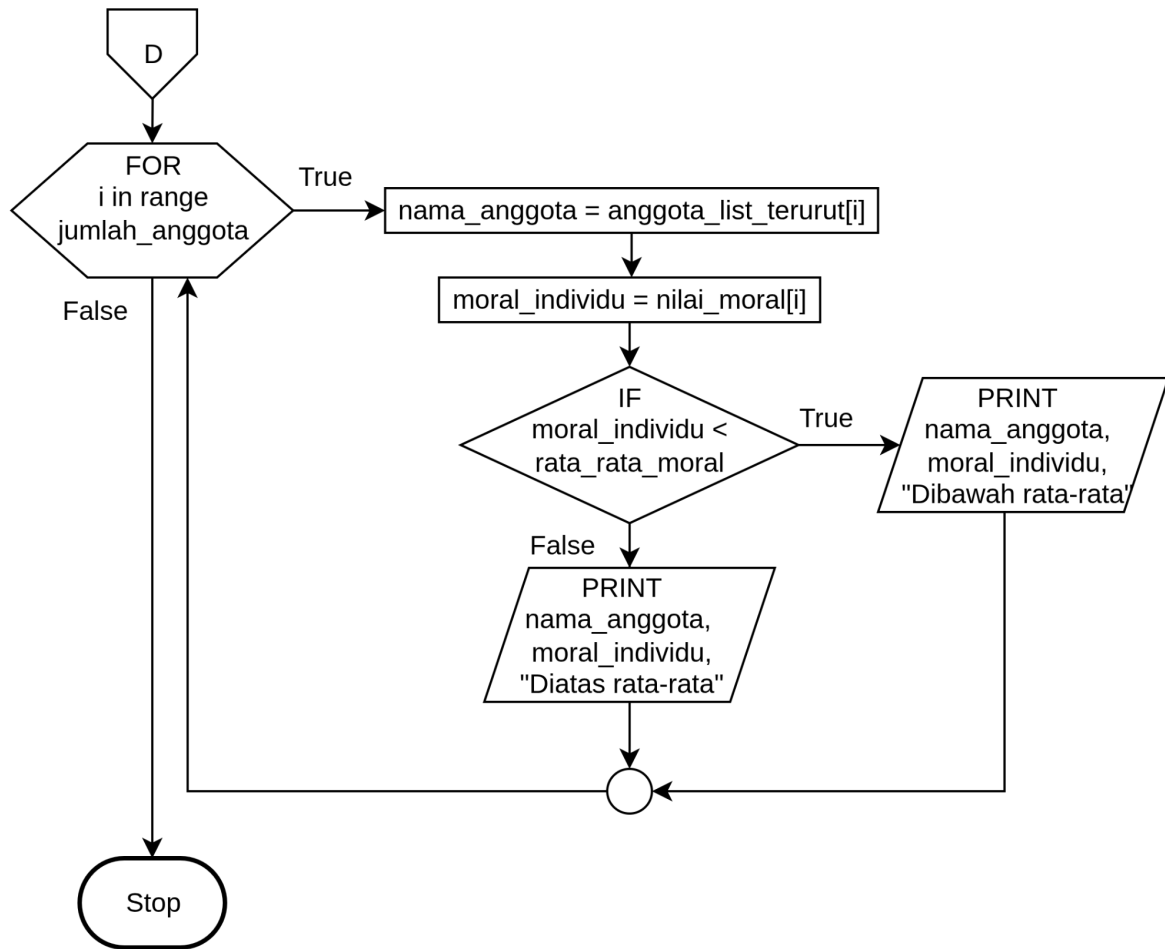 D
FOR
i in range
jumlah_anggota
True
nama_anggota = anggota_list_terurut[i]
moral_individu = nilai_moral[i]
False
IF
moral_individu <
rata_rata_moral
True
PRINT
nama_anggota,
moral_individu,
"Dibawah rata-rata"
False
PRINT
nama_anggota,
moral_individu,
"Diatas rata-rata"
Stop